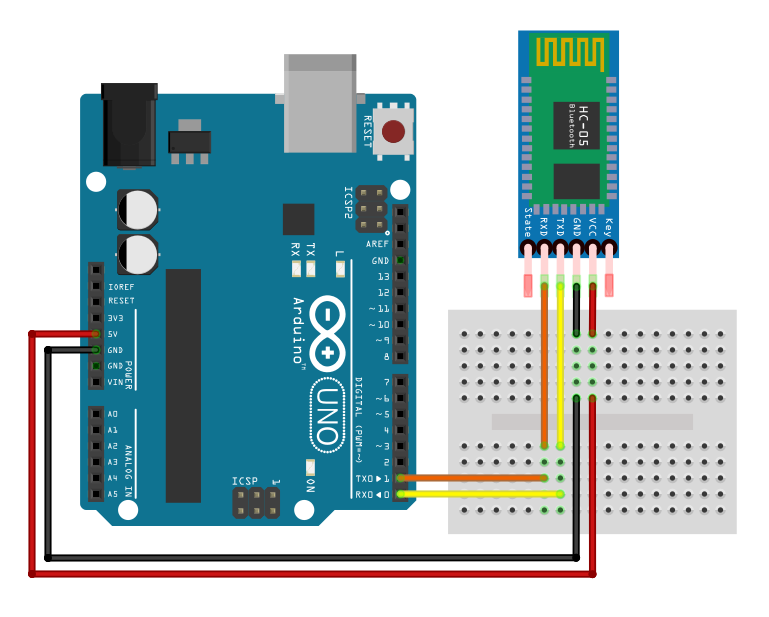 HC-05
Bluetooth
State
RXD
TXD
GND
VCC
Key
RESET
ICSP2
AREF
GND
13
12
~11
~10
~9
8
7
~6
~5
4
~3
2
TX0▶1
RX0◀0
DIGITAL (PWM=~)
RX
TX
L
Arduino™
UNO
ON
ICSP
1
IOREF
RESET
3V3
5V
GND
GND
VIN
POWER
A0
A1
A2
A3
A4
A5
ANALOG IN